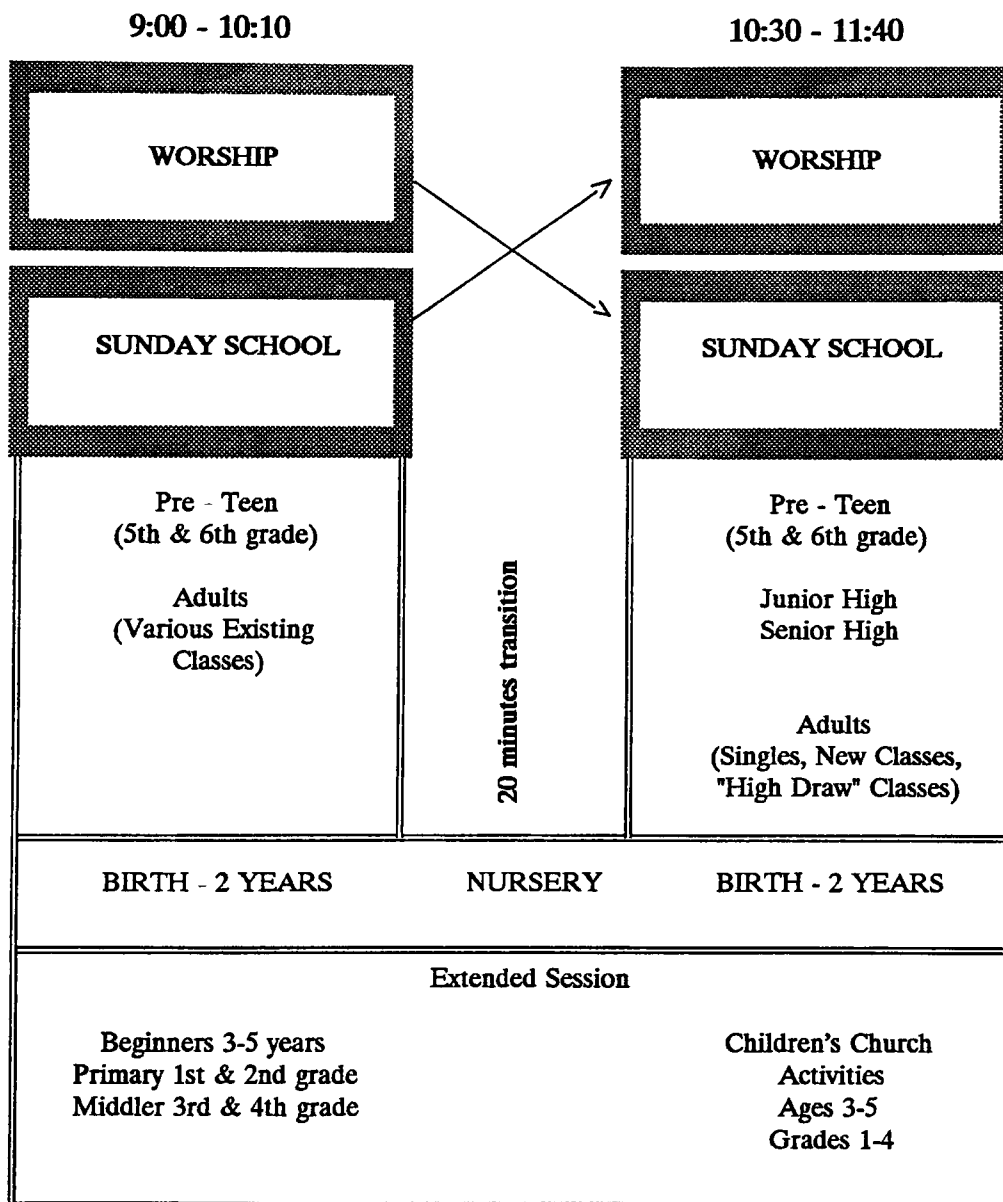 9:00 - 10:10
10:30 - 11:40
WORSHIP
WORSHIP
SUNDAY SCHOOL
SUNDAY SCHOOL
Pre - Teen
(5th & 6th grade)
Adults
(Various Existing
Classes)
20 minutes transition
Pre - Teen
(5th & 6th grade)
Junior High
Senior High
Adults
(Singles, New Classes,
"High Draw" Classes)
BIRTH - 2 YEARS
NURSERY
BIRTH - 2 YEARS
Extended Session
Beginners 3-5 years
Primary 1st & 2nd grade
Middler 3rd & 4th grade
Children's Church
Activities
Ages 3-5
Grades 1-4